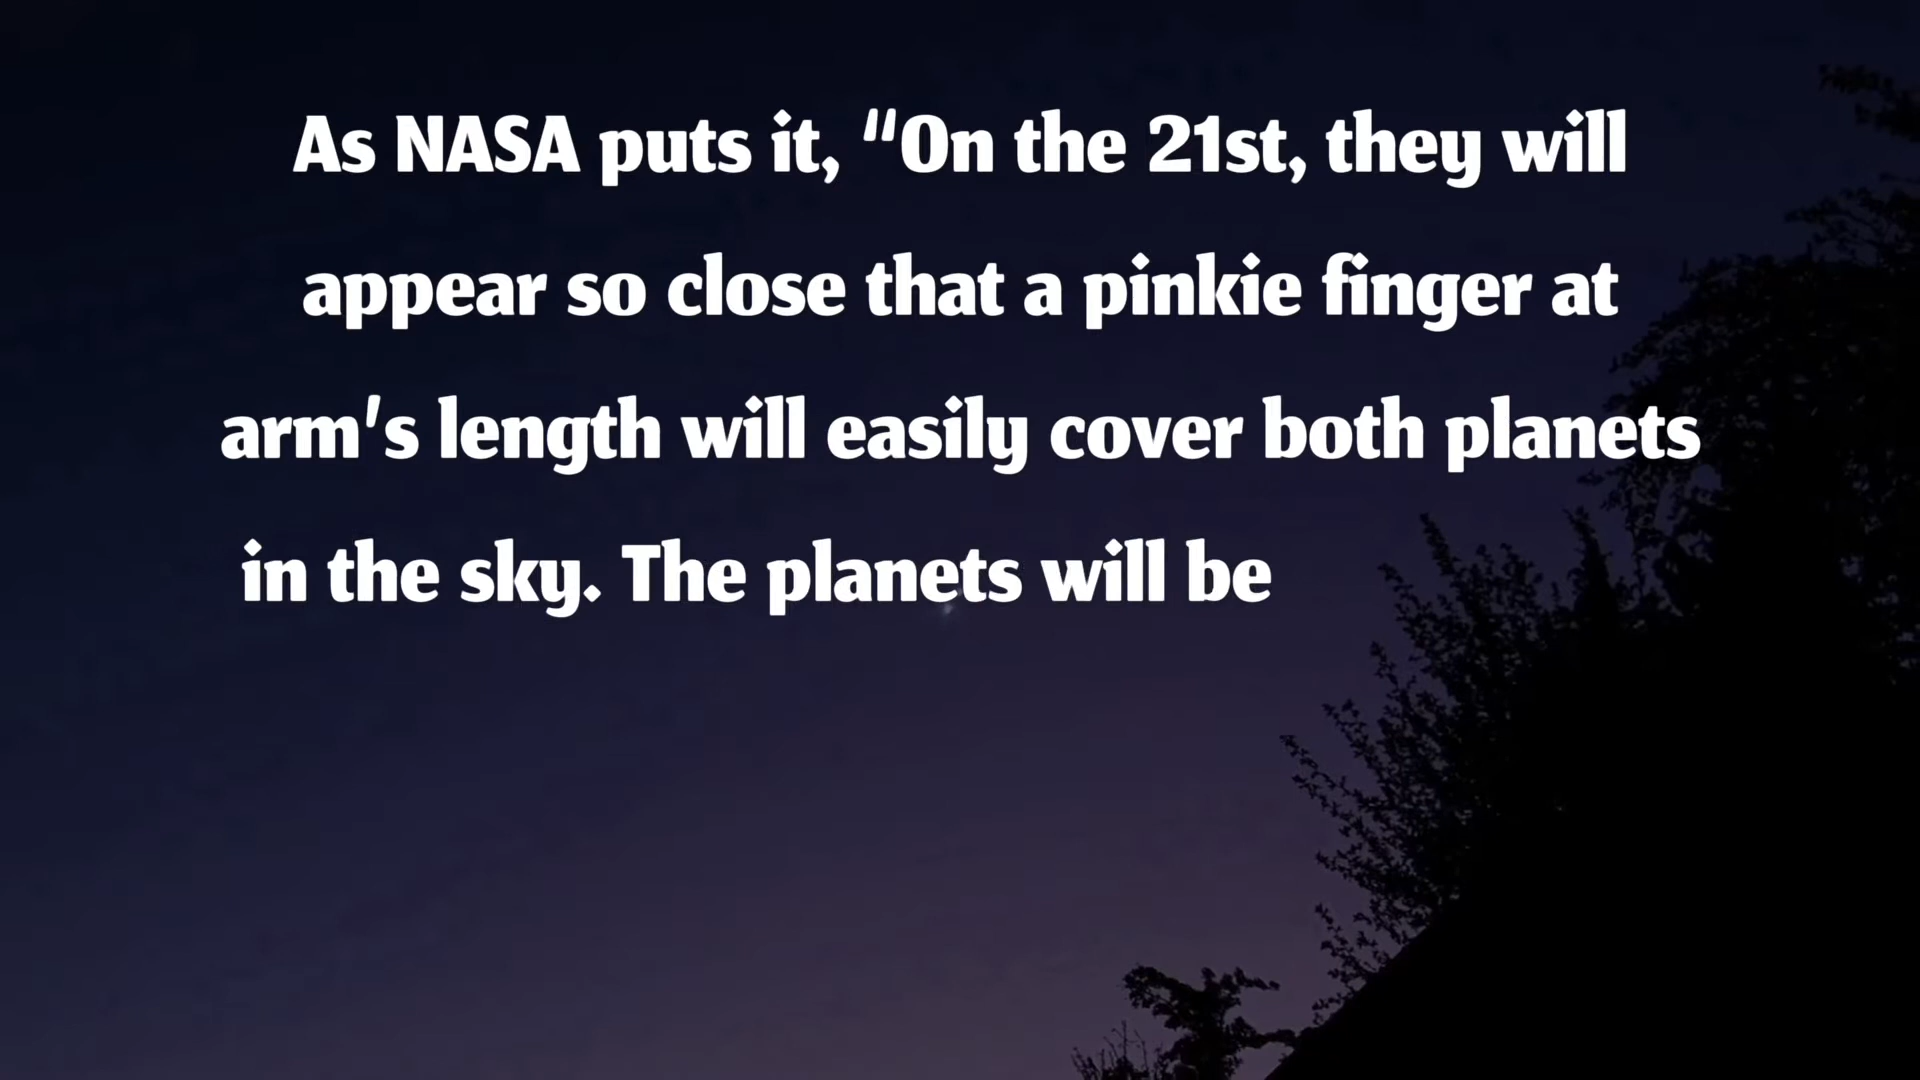 As NASA puts it, "On the 21st, they will
appear so close that a pinkie finger at
arm's length will easily cover both planets
in the sky. The planets will be